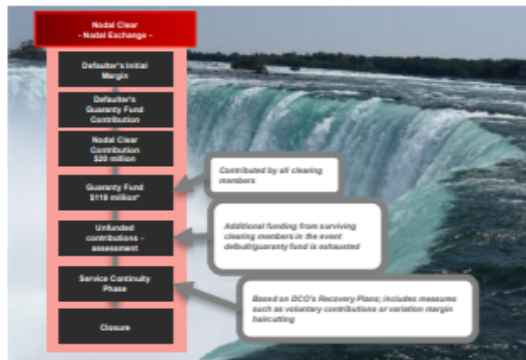 Nodal Clear
- Nodal Exchange -
Defaulter's Initial
Margin
Defaulter's
Guaranty Fund
Contribution
Nodal Clear
Contribution
$20 million
Guaranty Fund
$118 million*
Contributed by all clearing
members
Unfunded
contributions –
assessment
Additional funding from surviving
clearing members in the event
default/guaranty fund is exhausted
Service Continuity
Phase
Based on DCO's Recovery Plans; includes measures
such as voluntary contributions or variation margin
haircutting
Closure